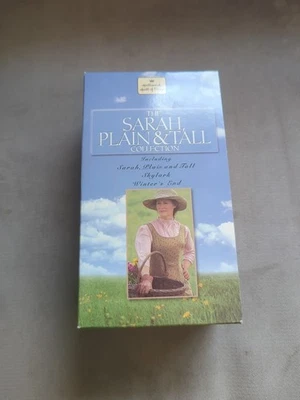 THE
SARAH,
PLAIN & TALL
COLLECTION
Including
Sarah, Plain and Tall
Skylark
Winter's End